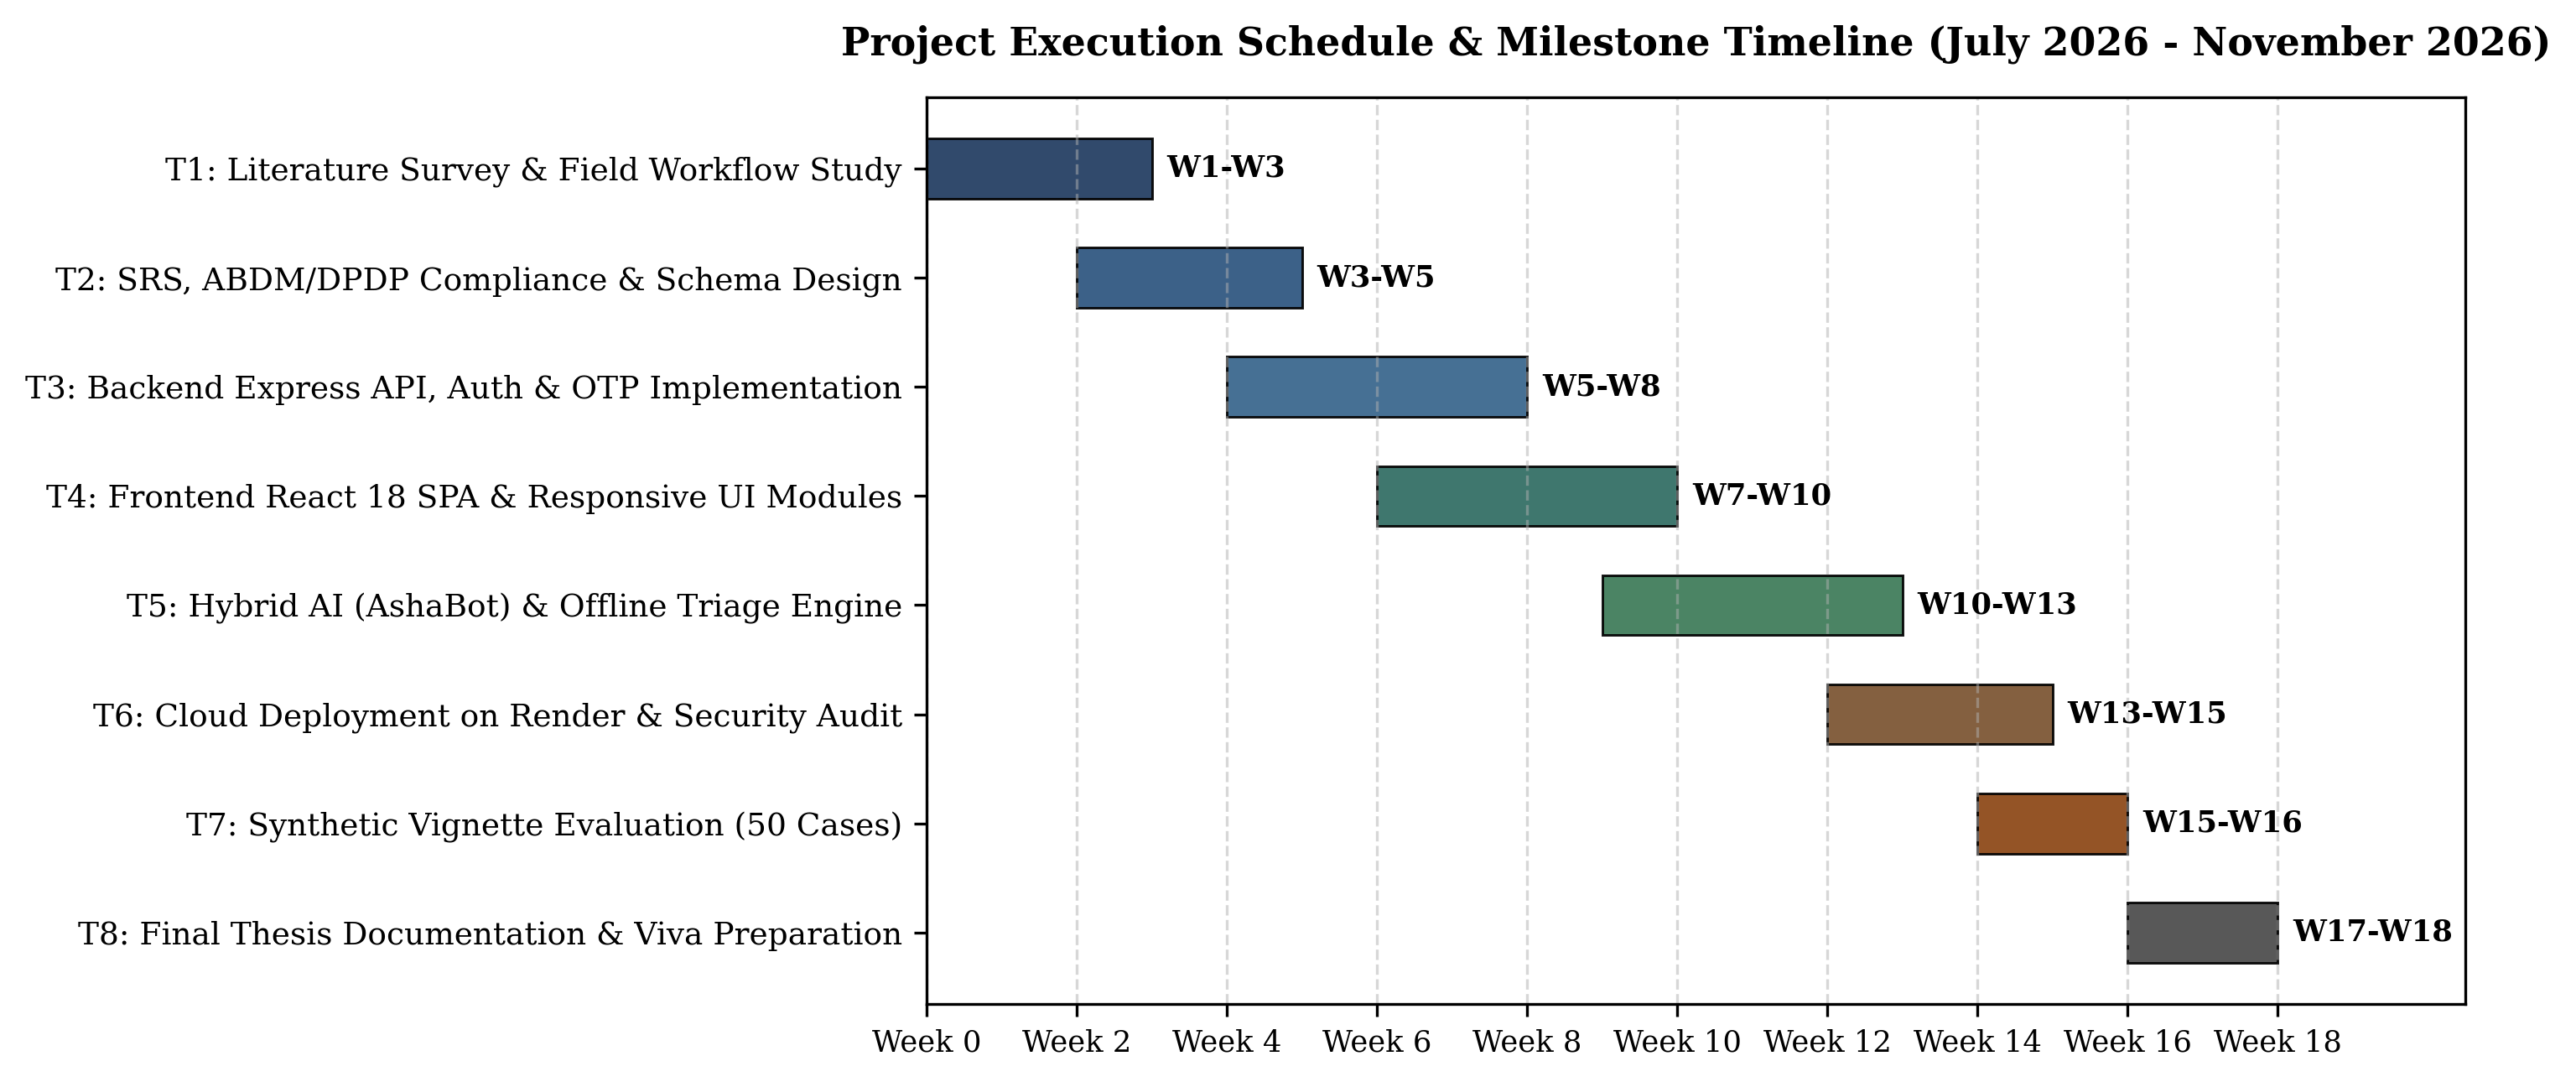 Project Execution Schedule & Milestone Timeline (July 2026 - November 2026)
T1: Literature Survey & Field Workflow Study W1-W3
T2: SRS, ABDM/DPDP Compliance & Schema Design W3-W5
T3: Backend Express API, Auth & OTP Implementation W5-W8
T4: Frontend React 18 SPA & Responsive UI Modules W7-W10
T5: Hybrid AI (AshaBot) & Offline Triage Engine W10-W13
T6: Cloud Deployment on Render & Security Audit W13-W15
T7: Synthetic Vignette Evaluation (50 Cases) W15-W16
T8: Final Thesis Documentation & Viva Preparation W17-W18
Week 0 Week 2 Week 4 Week 6 Week 8 Week 10 Week 12 Week 14 Week 16 Week 18